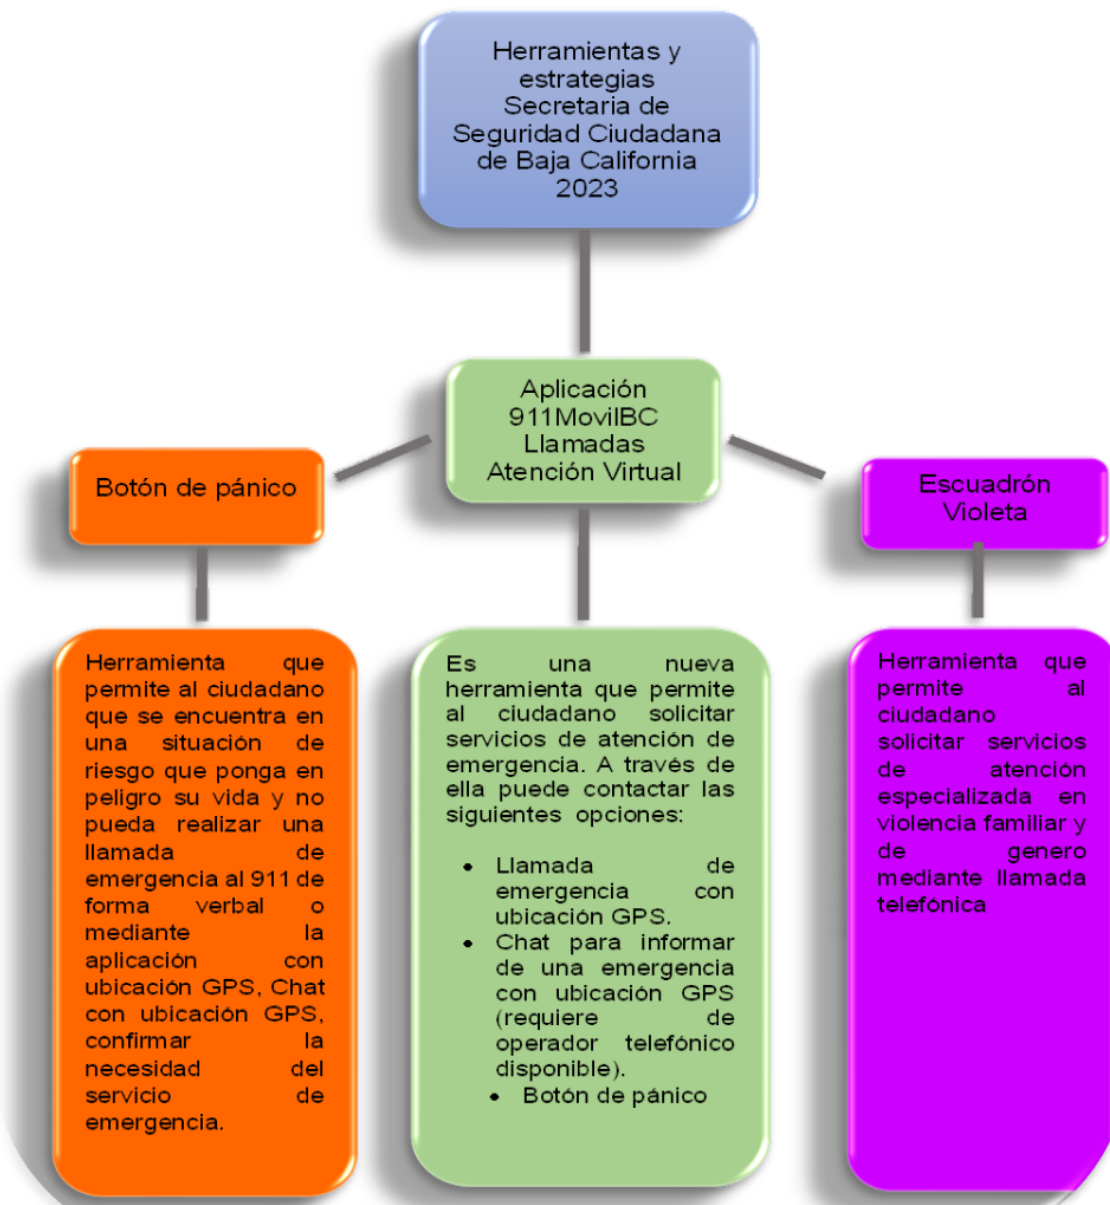 Herramientas y
estrategias
Secretaria de
Seguridad Ciudadana
de Baja California
2023
Aplicación
911MovilBC
Llamadas
Atención Virtual
Botón de pánico
Escuadrón
Violeta
Herramienta que
permite al ciudadano
que se encuentra en
una situación de
riesgo que ponga en
peligro su vida y no
pueda realizar una
llamada de
emergencia al 911 de
forma verbal o
mediante la
aplicación con
ubicación GPS, Chat
con ubicación GPS,
confirmar la
necesidad del
servicio de
emergencia.
Es una nueva
herramienta que permite
al ciudadano solicitar
servicios de atención de
emergencia. A través de
ella puede contactar las
siguientes opciones:
• Llamada de
emergencia con
ubicación GPS.
• Chat para informar
de una emergencia
con ubicación GPS
(requiere de
operador telefónico
disponible).
• Botón de pánico
Herramienta que
permite al
ciudadano
solicitar servicios
de atención
especializada en
violencia familiar y
de genero
mediante llamada
telefónica